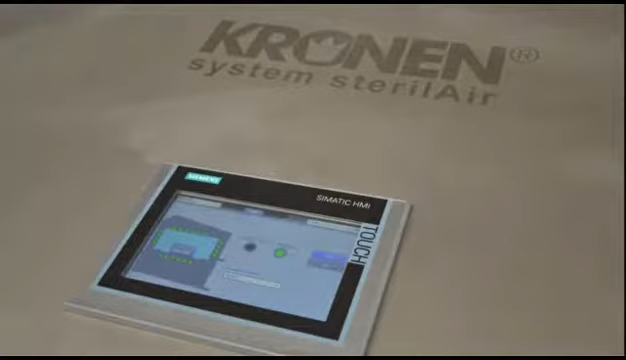 KRONEN®
system sterilAir
SIEMENS
SIMATIC HMI
TOUCH